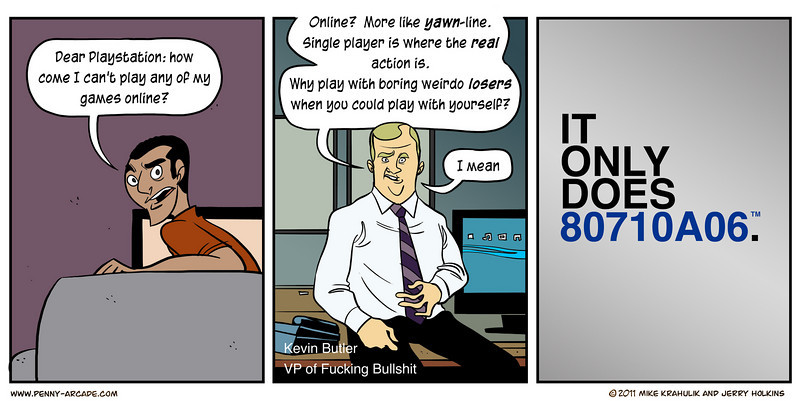 Dear Playstation: how
come I can't play any of my
games online?
Online? More like yawn-line.
Single player is where the real
action is.
Why play with boring weirdo losers
when you could play with yourself?
I mean
Kevin Butler
VP of Fucking Bullshit
IT
ONLY
DOES
80710A06.™
WWW.PENNY-ARCADE.COM
© 2011 MIKE KRAHULIK AND JERRY HOLKINS